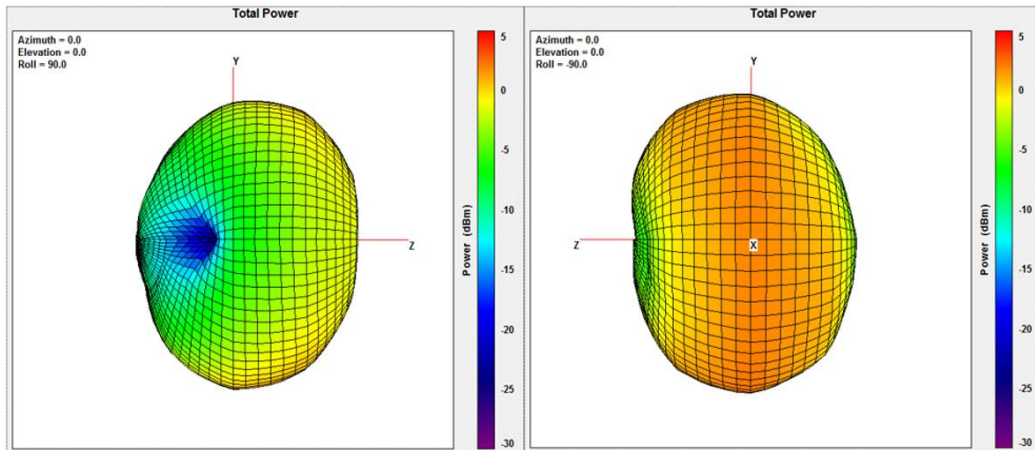 Total Power
Azimuth = 0.0
Elevation = 0.0
Roll = 90.0
Y
Z
5
0
-5
-10
-15
-20
-25
-30
Power (dBm)
Total Power
Azimuth = 0.0
Elevation = 0.0
Roll = -90.0
Y
Z
X
5
0
-5
-10
-15
-20
-25
-30
Power (dBm)